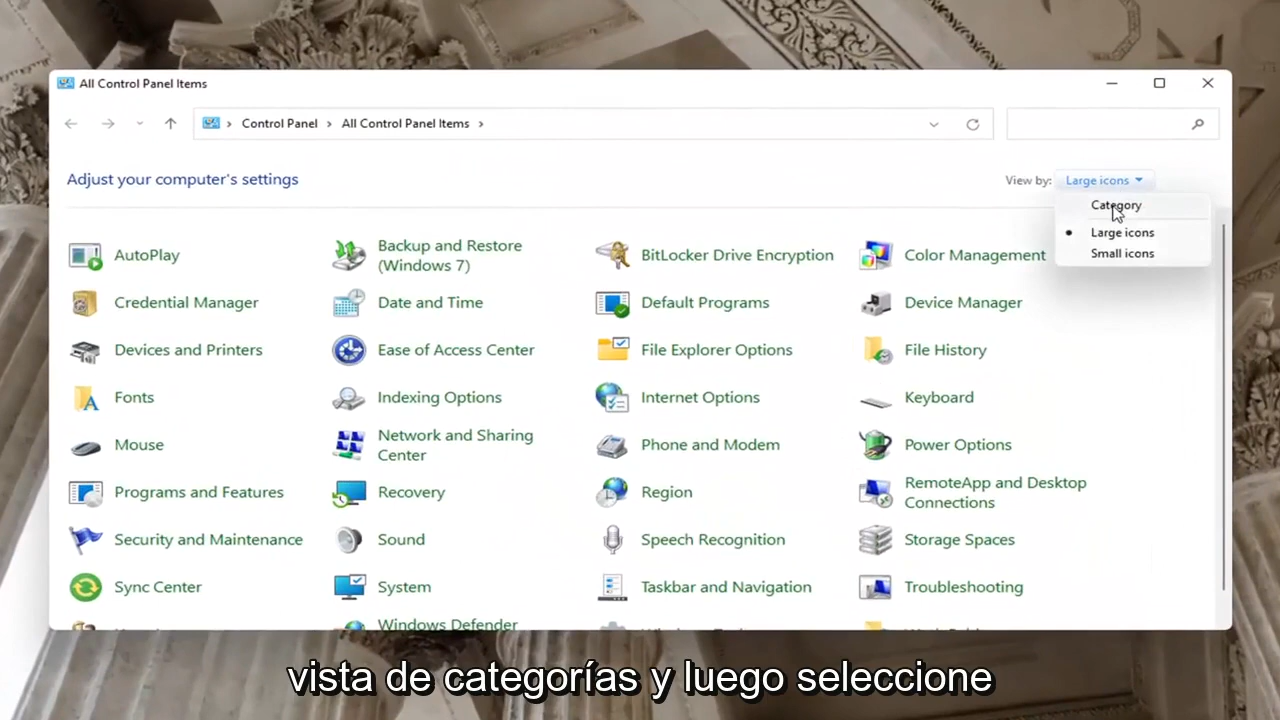 All Control Panel Items
Control Panel > All Control Panel Items >
Adjust your computer's settings
View by: Large icons
Category
Large icons
Small icons
AutoPlay
Backup and Restore
(Windows 7)
BitLocker Drive Encryption
Color Management
Credential Manager
Date and Time
Default Programs
Device Manager
Devices and Printers
Ease of Access Center
File Explorer Options
File History
Fonts
Indexing Options
Internet Options
Keyboard
Mouse
Network and Sharing
Center
Phone and Modem
Power Options
Programs and Features
Recovery
Region
RemoteApp and Desktop
Connections
Security and Maintenance
Sound
Speech Recognition
Storage Spaces
Sync Center
System
Taskbar and Navigation
Troubleshooting
Windows Defender
vista de categorías y luego seleccione